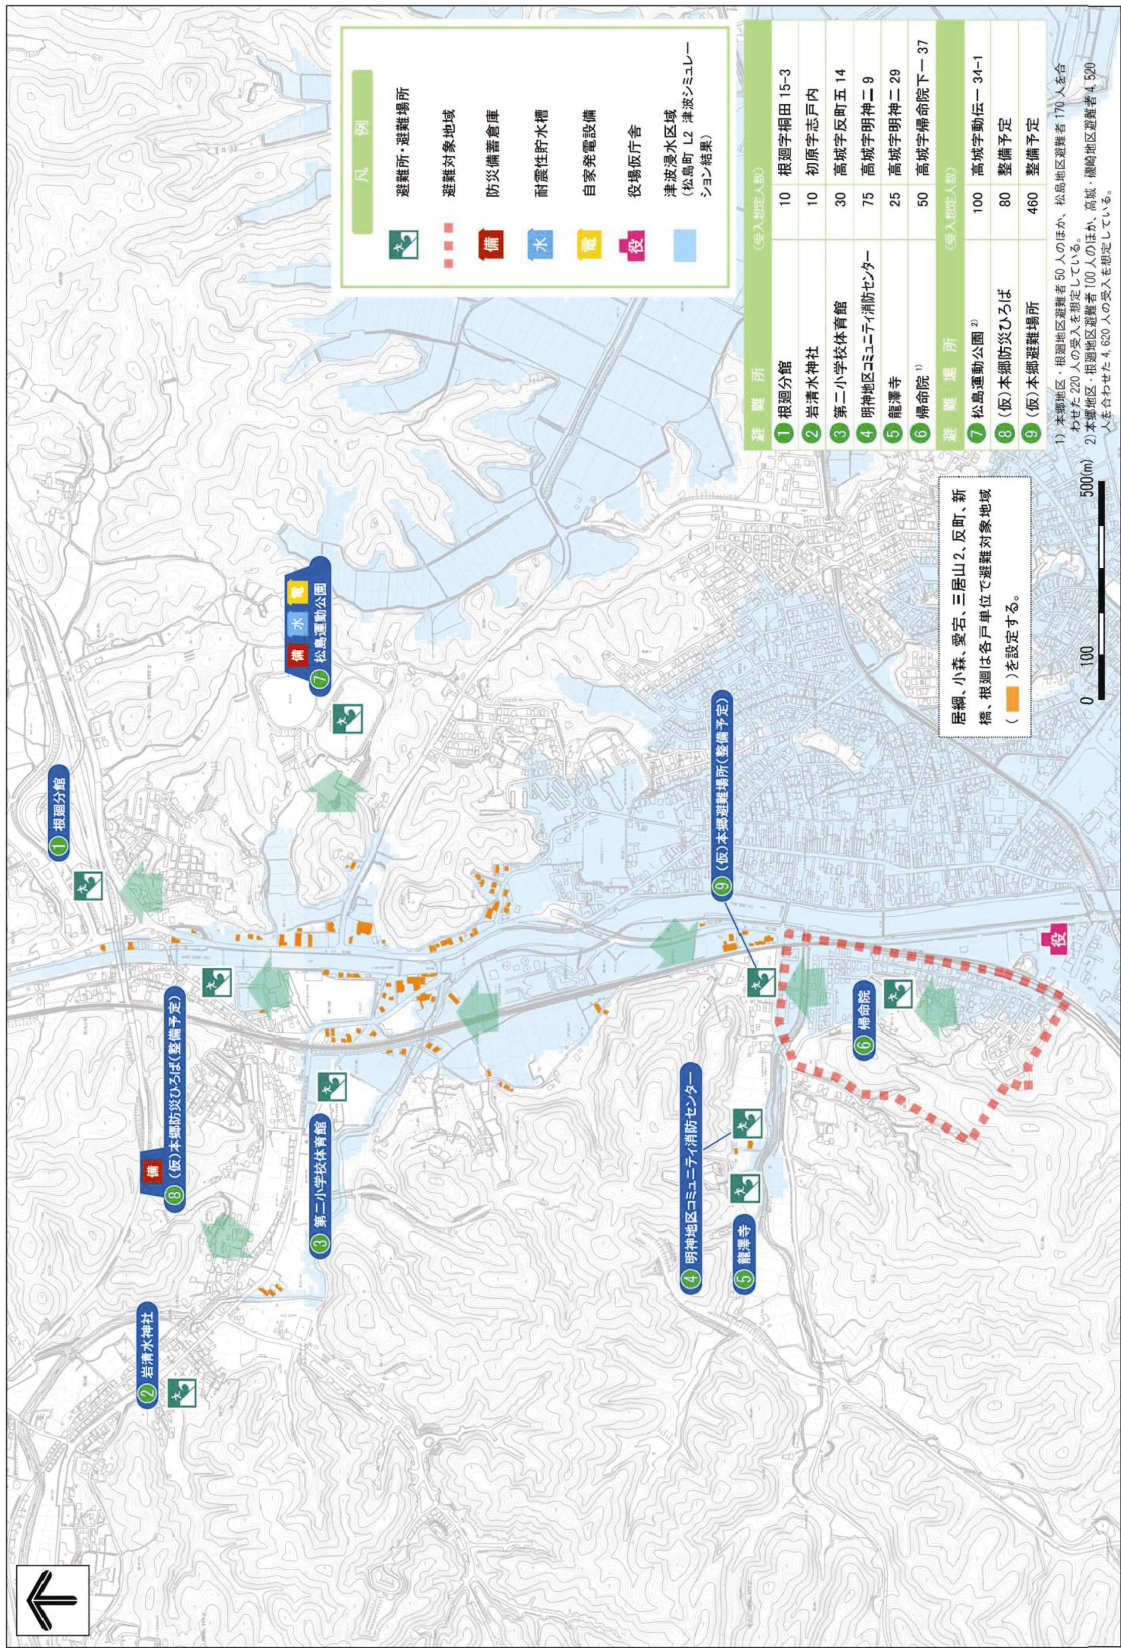 凡 例
避難所・避難場所
避難対象地域
備 防災備蓄倉庫
水 耐震性貯水槽
電 自家発電設備
役 役場仮庁舎
津波浸水区域
(松島町 L2 津波シミュレー
ション結果)
避 難 所 (受入想定人数)
1 根廻分館 10 根廻字桐田 15-3
2 岩清水神社 10 初原字志戸内
3 第二小学校体育館 30 高城字反町五 14
4 明神地区コミュニティ消防センター 75 高城字明神二 9
5 龍澤寺 25 高城字明神二 29
6 帰命院 1) 50 高城字帰命院下一 37
避 難 場 所 (受入想定人数)
7 松島運動公園 2) 100 高城字動伝一 34-1
8 (仮)本郷防災ひろば 80 整備予定
9 (仮)本郷避難場所 460 整備予定
1) 本郷地区・根廻地区避難者 50 人のほか、松島地区避難者 170 人を合
わせた 220 人の受入を想定している。
2) 本郷地区・根廻地区避難者 100 人のほか、高城・磯崎地区避難者 4,520
人を合わせた 4,620 人の受入を想定している。
1 根廻分館
備 水 電
7 松島運動公園
備
8 (仮)本郷防災ひろば(整備予定)
2 岩清水神社
3 第二小学校体育館
9 (仮)本郷避難場所(整備予定)
4 明神地区コミュニティ消防センター
5 龍澤寺
6 帰命院
役
居網、小森、愛宕、三居山2、反町、新
橋、根廻は各戸単位で避難対象地域
( )を設定する。
0 100 500(m)